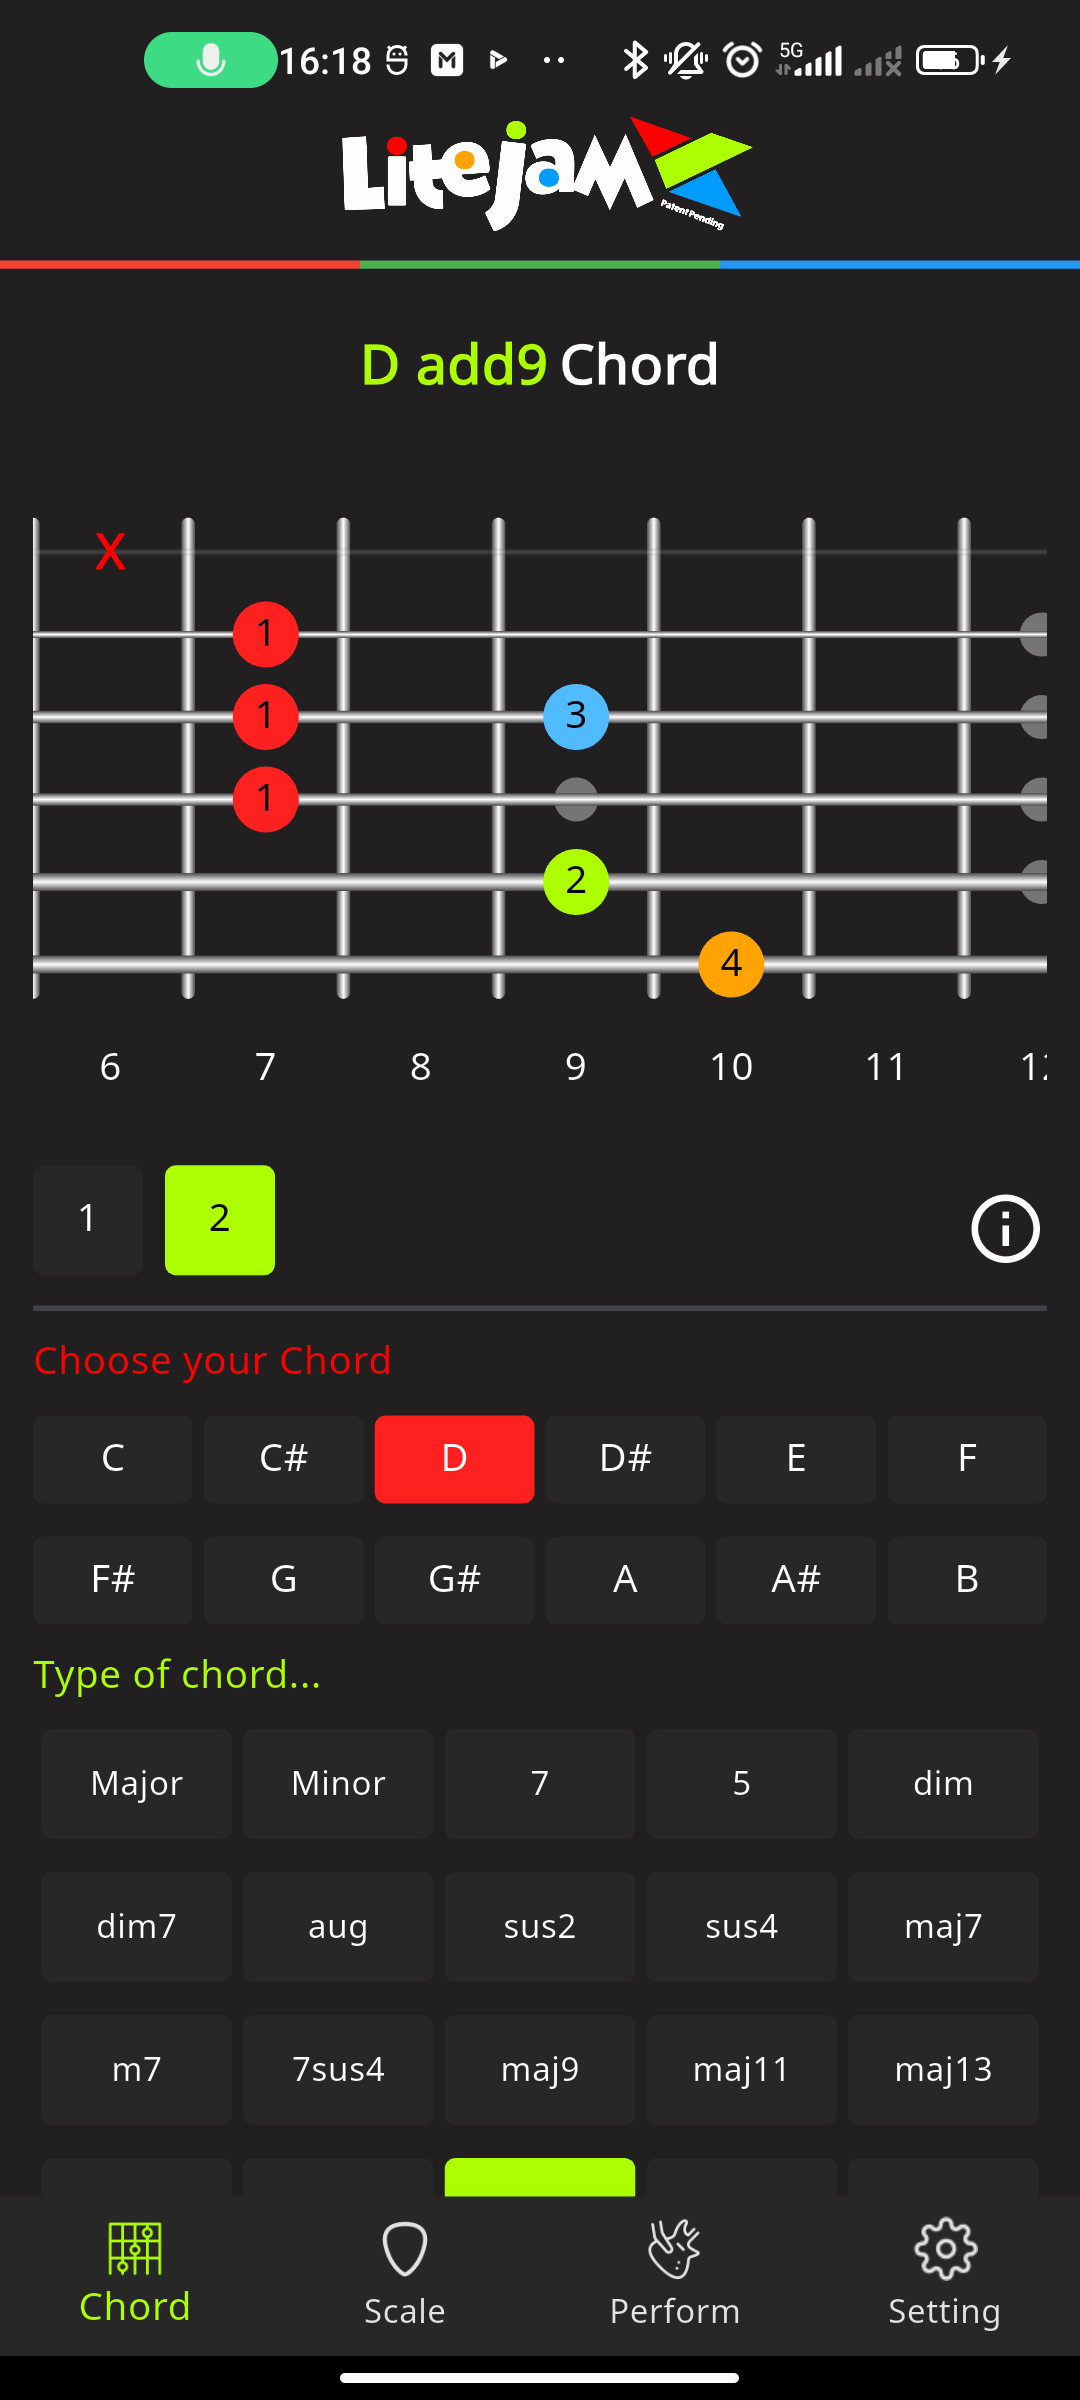 16:18
5G
LiteJam
Patent Pending
D add9 Chord
X
1
1 3
1
2
4
6 7 8 9 10 11
1 2
Choose your Chord
C C# D D# E F
F# G G# A A# B
Type of chord...
Major Minor 7 5 dim
dim7 aug sus2 sus4 maj7
m7 7sus4 maj9 maj11 maj13
Chord Scale Perform Setting